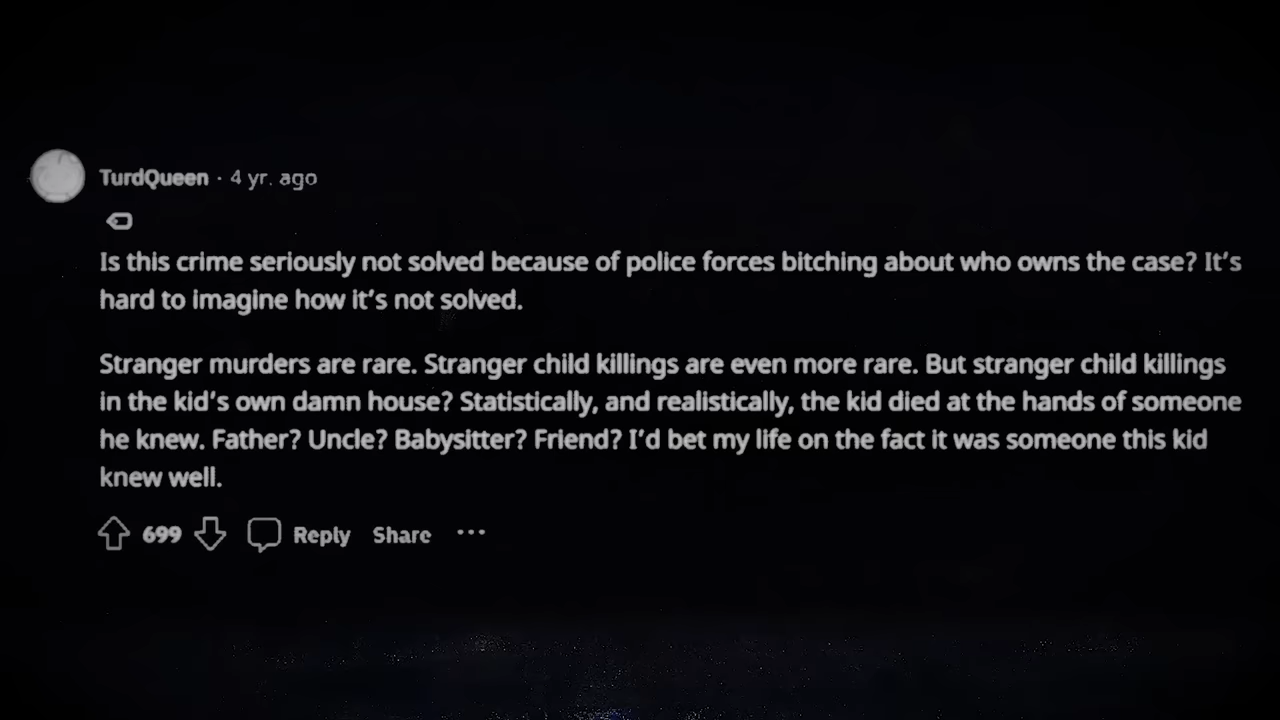 TurdQueen · 4 yr. ago
Is this crime seriously not solved because of police forces bitching about who owns the case? It's
hard to imagine how it's not solved.
Stranger murders are rare. Stranger child killings are even more rare. But stranger child killings
in the kid's own damn house? Statistically, and realistically, the kid died at the hands of someone
he knew. Father? Uncle? Babysitter? Friend? I'd bet my life on the fact it was someone this kid
knew well.
699 Reply Share ···